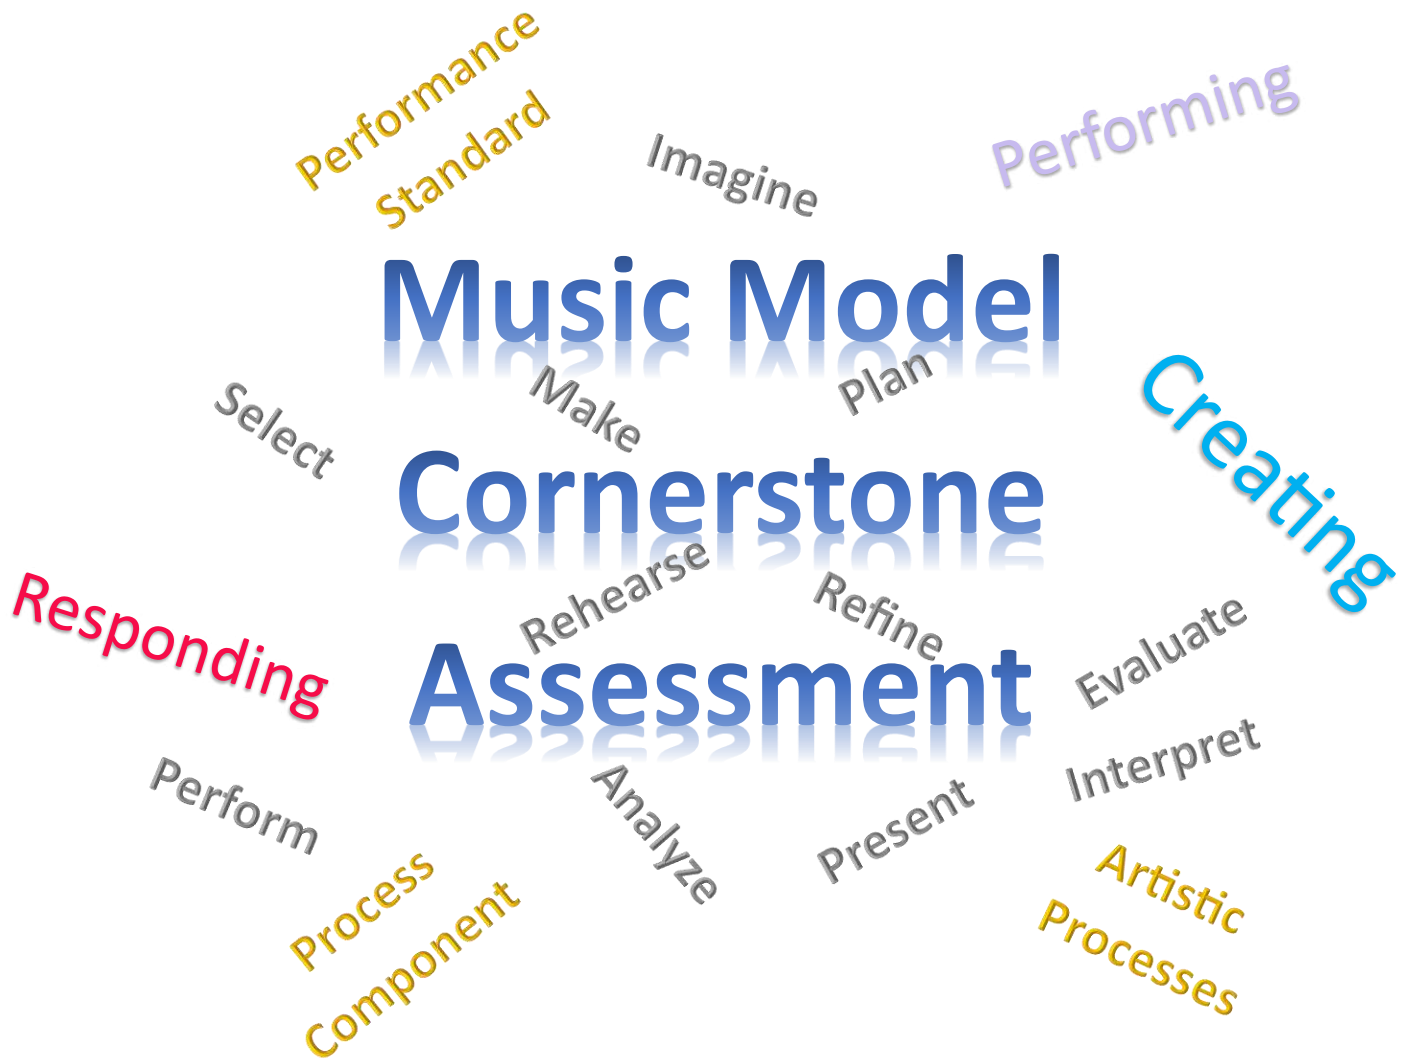 Performance
Standard
Imagine
Performing
Music Model
Select
Make
Plan
Creating
Cornerstone
Responding
Rehearse
Refine
Evaluate
Assessment
Perform
Analyze
Present
Interpret
Process
Component
Artistic
Processes